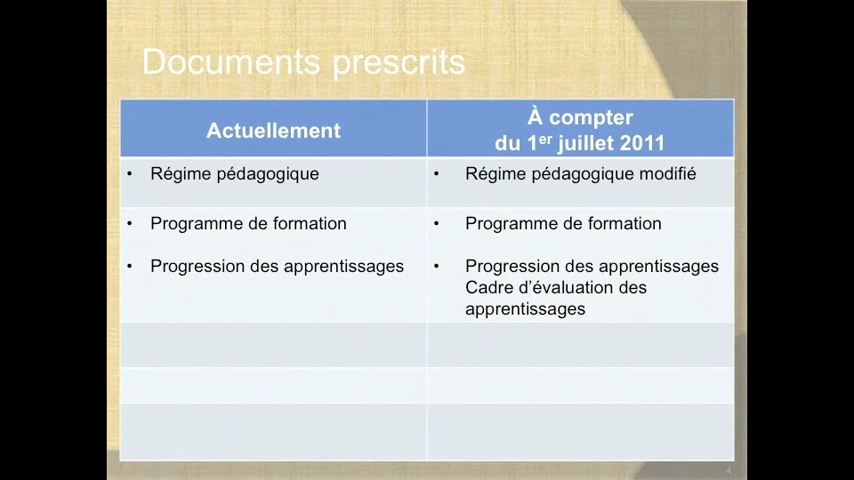 Documents prescrits
Actuellement
À compter
du 1er juillet 2011
• Régime pédagogique
• Régime pédagogique modifié
• Programme de formation
• Programme de formation
• Progression des apprentissages
• Progression des apprentissages
Cadre d'évaluation des
apprentissages
4